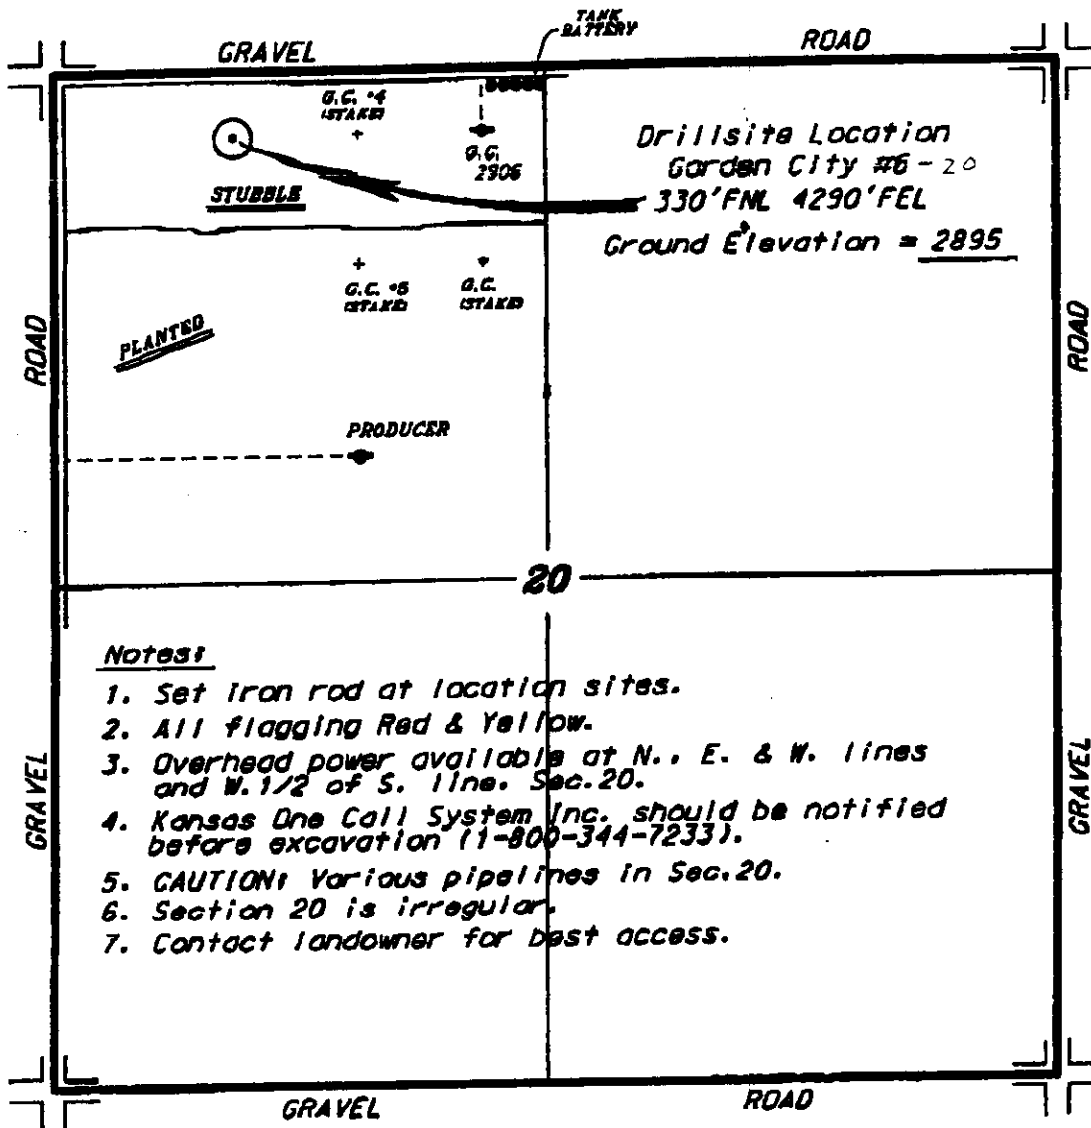 TANK
BATTERY
GRAVEL
ROAD
G.C. #4
(STAKE)
G.C.
2906
STUBBLE
Drillsite Location
Garden City #6-20
330'FNL 4290'FEL
Ground Elevation = 2895
G.C. #5
(STAKE)
G.C.
(STAKE)
PLANTED
ROAD
ROAD
PRODUCER
20
Notes:
1. Set iron rod at location sites.
2. All flagging Red & Yellow.
3. Overhead power available at N., E. & W. lines
and W.1/2 of S. line. Sec.20.
4. Kansas One Call System Inc. should be notified
before excavation (1-800-344-7233).
5. CAUTION: Various pipelines in Sec.20.
6. Section 20 is irregular.
7. Contact landowner for best access.
GRAVEL
GRAVEL
GRAVEL
ROAD